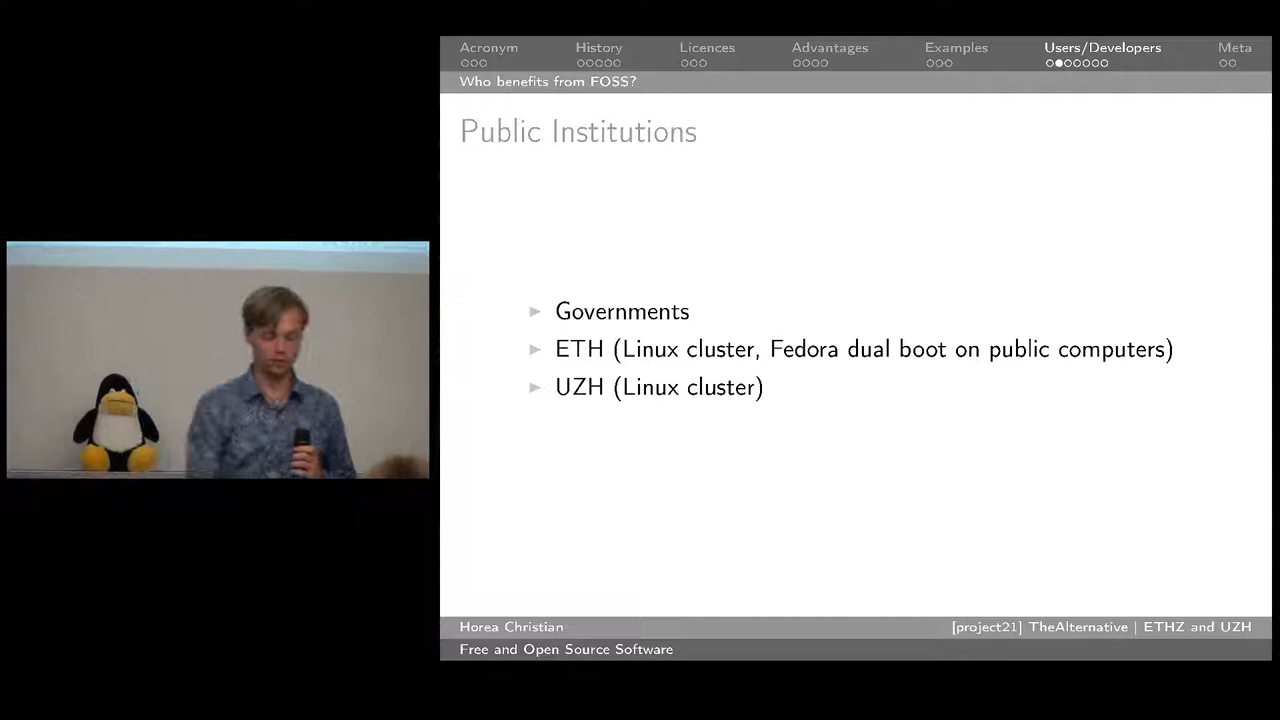 Acronym History Licences Advantages Examples Users/Developers Meta
Who benefits from FOSS?
Public Institutions
Governments
ETH (Linux cluster, Fedora dual boot on public computers)
UZH (Linux cluster)
Horea Christian [project21] TheAlternative | ETHZ and UZH
Free and Open Source Software